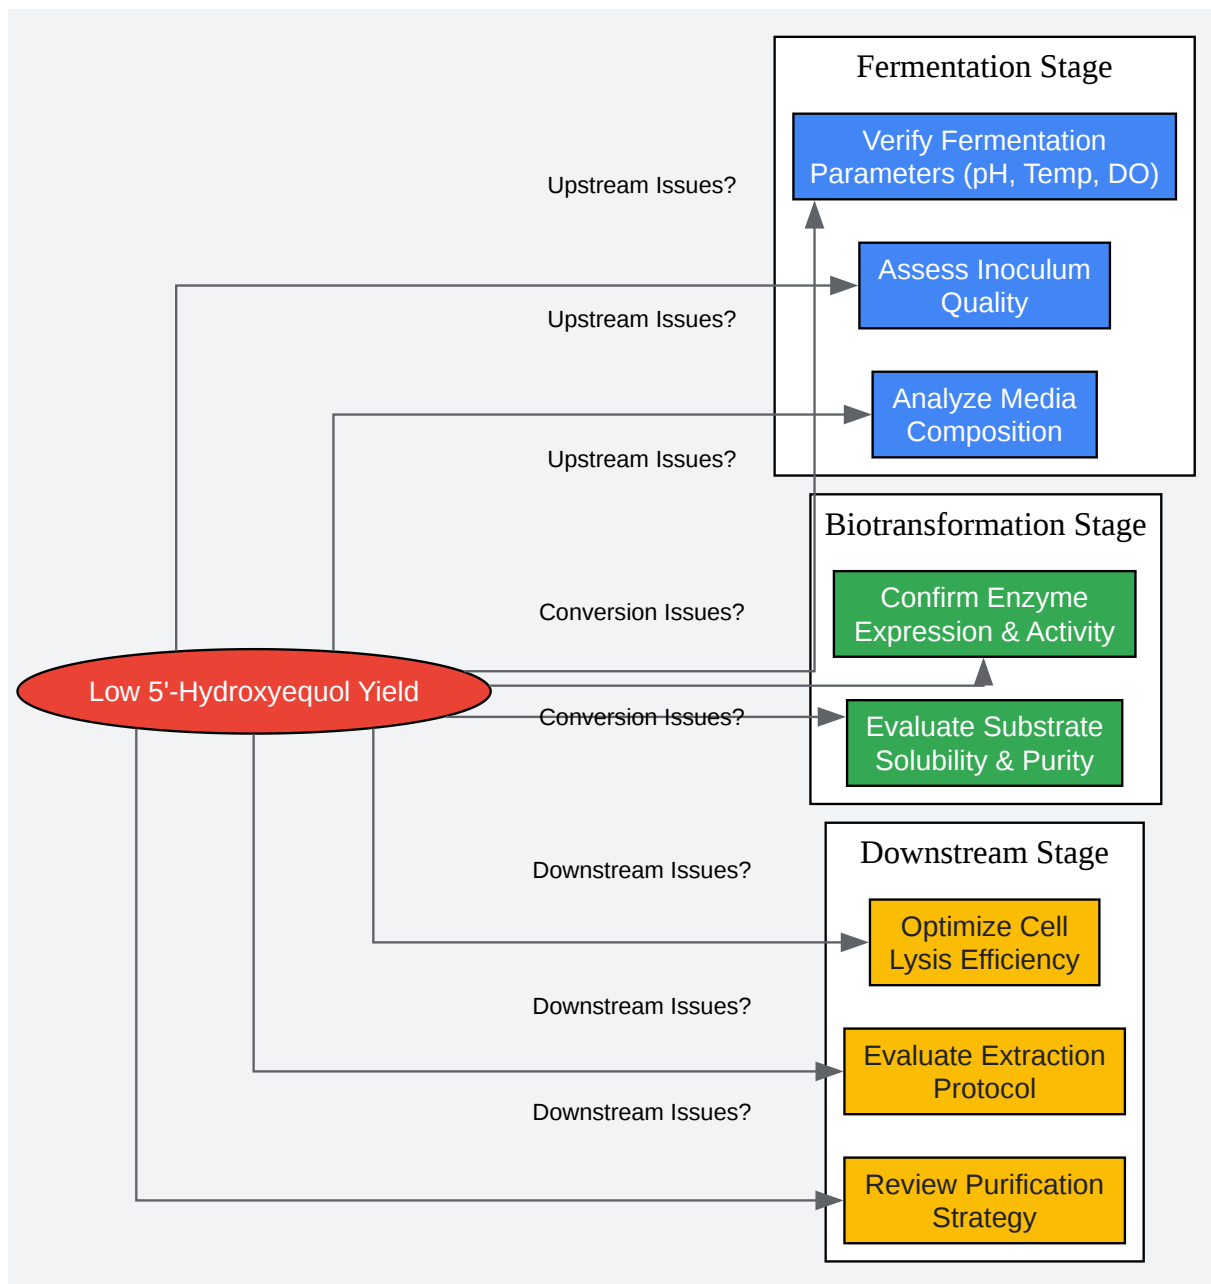 Fermentation Stage
Verify Fermentation
Parameters (pH, Temp, DO)
Upstream Issues?
Assess Inoculum
Quality
Upstream Issues?
Analyze Media
Composition
Upstream Issues?
Biotransformation Stage
Confirm Enzyme
Expression & Activity
Conversion Issues?
Low 5'-Hydroxyequol Yield
Conversion Issues?
Evaluate Substrate
Solubility & Purity
Downstream Stage
Downstream Issues?
Optimize Cell
Lysis Efficiency
Downstream Issues?
Evaluate Extraction
Protocol
Downstream Issues?
Review Purification
Strategy